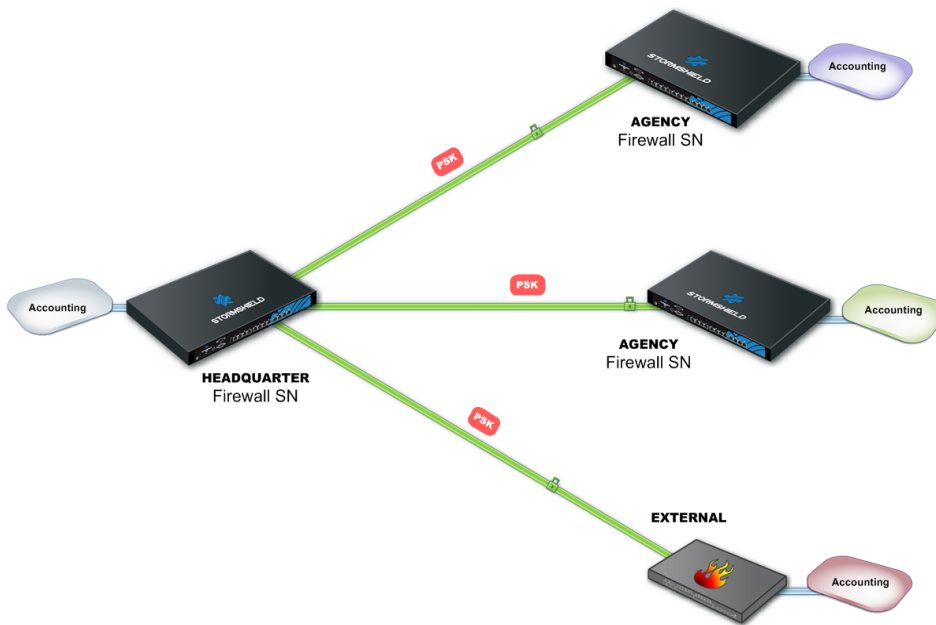 STORMSHIELD
Accounting
AGENCY
Firewall SN
PSK
STORMSHIELD
Accounting
HEADQUARTER
Firewall SN
PSK
STORMSHIELD
Accounting
AGENCY
Firewall SN
PSK
EXTERNAL
Accounting